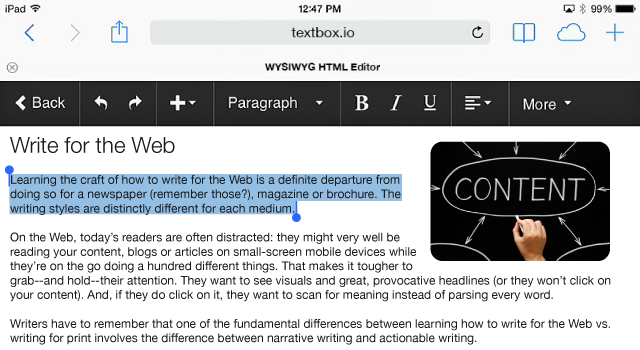 iPad 12:47 PM 99%
textbox.io
WYSIWYG HTML Editor
Back Paragraph B I U More
Write for the Web
Learning the craft of how to write for the Web is a definite departure from
doing so for a newspaper (remember those?), magazine or brochure. The
writing styles are distinctly different for each medium.
CONTENT
On the Web, today's readers are often distracted: they might very well be
reading your content, blogs or articles on small-screen mobile devices while
they're on the go doing a hundred different things. That makes it tougher to
grab--and hold--their attention. They want to see visuals and great, provocative headlines (or they won't click on
your content). And, if they do click on it, they want to scan for meaning instead of parsing every word.
Writers have to remember that one of the fundamental differences between learning how to write for the Web vs.
writing for print involves the difference between narrative writing and actionable writing.